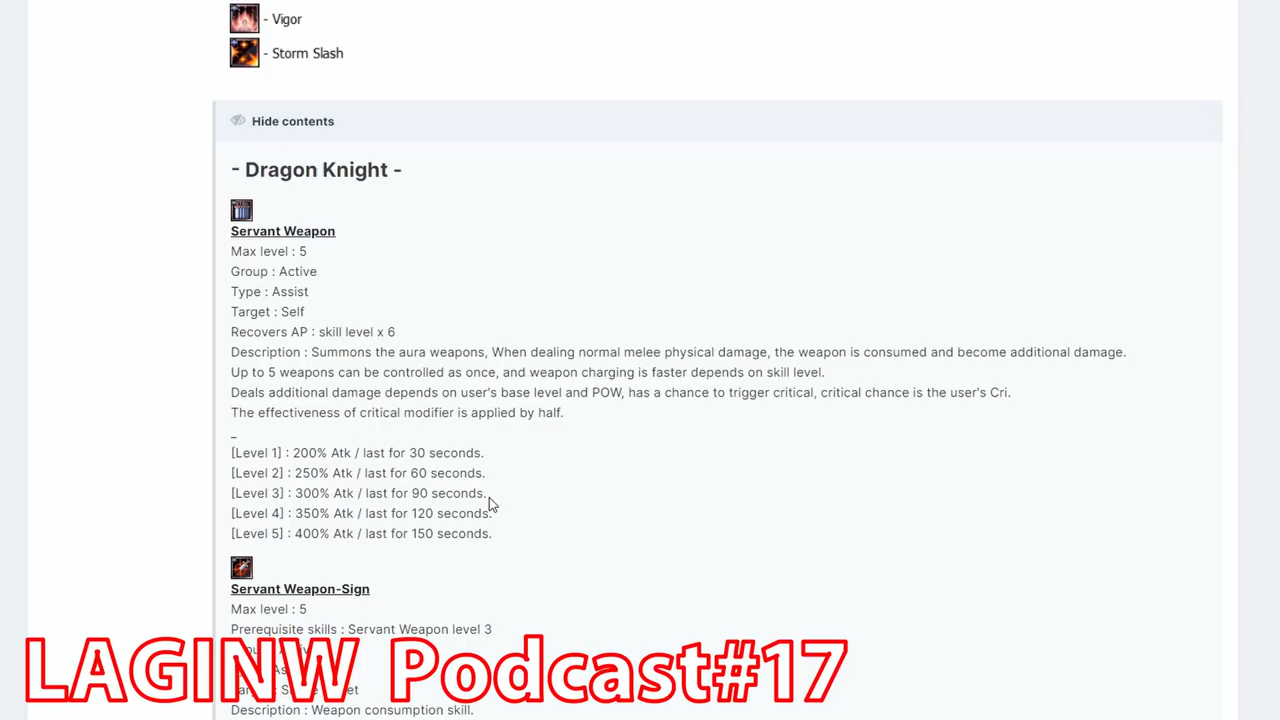 - Vigor
- Storm Slash
Hide contents
- Dragon Knight -
Servant Weapon
Max level : 5
Group : Active
Type : Assist
Target : Self
Recovers AP : skill level x 6
Description : Summons the aura weapons, When dealing normal melee physical damage, the weapon is consumed and become additional damage.
Up to 5 weapons can be controlled as once, and weapon charging is faster depends on skill level.
Deals additional damage depends on user's base level and POW, has a chance to trigger critical, critical chance is the user's Cri.
The effectiveness of critical modifier is applied by half.
_
[Level 1] : 200% Atk / last for 30 seconds.
[Level 2] : 250% Atk / last for 60 seconds.
[Level 3] : 300% Atk / last for 90 seconds.
[Level 4] : 350% Atk / last for 120 seconds.
[Level 5] : 400% Atk / last for 150 seconds.
Servant Weapon-Sign
Max level : 5
Prerequisite skills : Servant Weapon level 3
LAGINW Podcast#17
Description : Weapon consumption skill.